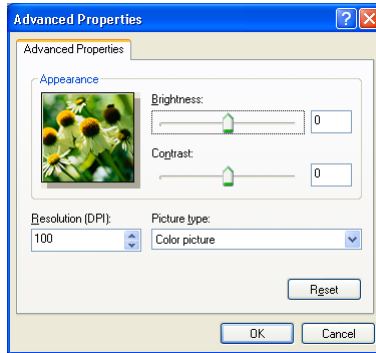 Advanced Properties
Advanced Properties
Appearance
Brightness:
0
Contrast:
0
Resolution (DPI): Picture type:
100 Color picture
Reset
OK Cancel